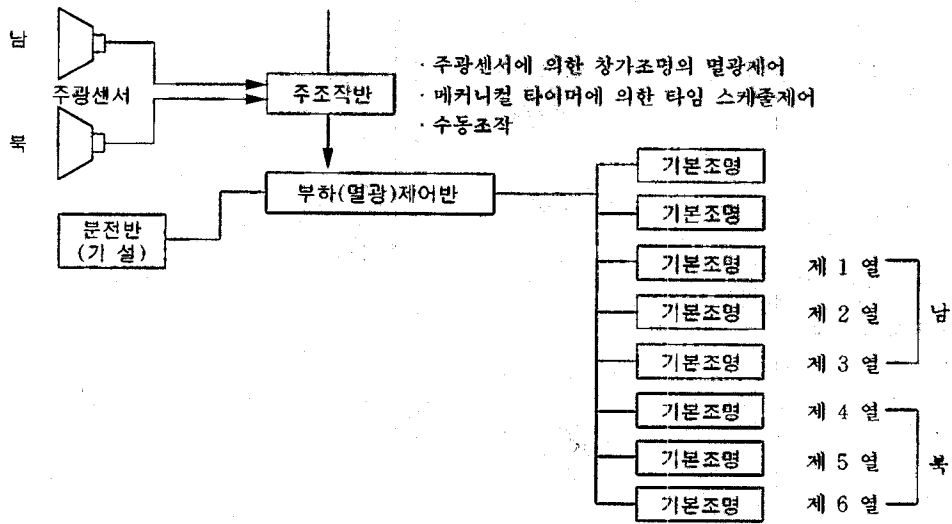 남
주광센서
북
주조작반
· 주광센서에 의한 창가조명의 멸광제어
· 메커니컬 타이머에 의한 타임 스케줄제어
· 수동조작
부하(멸광)제어반
분전반
(기 설)
기본조명
기본조명
기본조명 제 1 열
기본조명 제 2 열
기본조명 제 3 열
남
기본조명 제 4 열
기본조명 제 5 열
기본조명 제 6 열
북